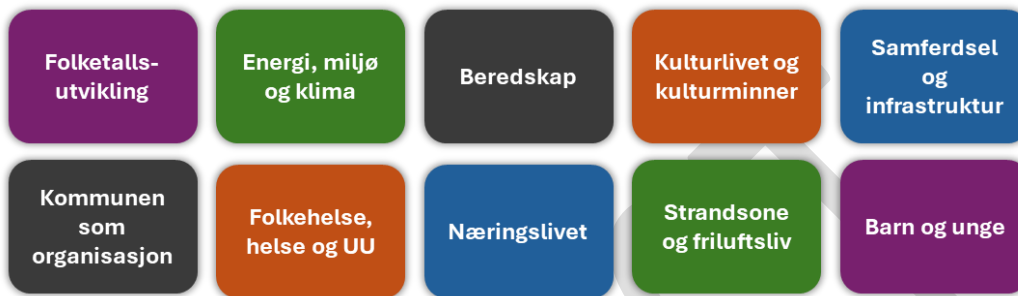 Folketalls-
utvikling
Energi, miljø
og klima
Beredskap
Kulturlivet og
kulturminner
Samferdsel
og
infrastruktur
Kommunen
som
organisasjon
Folkehelse,
helse og UU
Næringslivet
Strandsone
og friluftsliv
Barn og unge